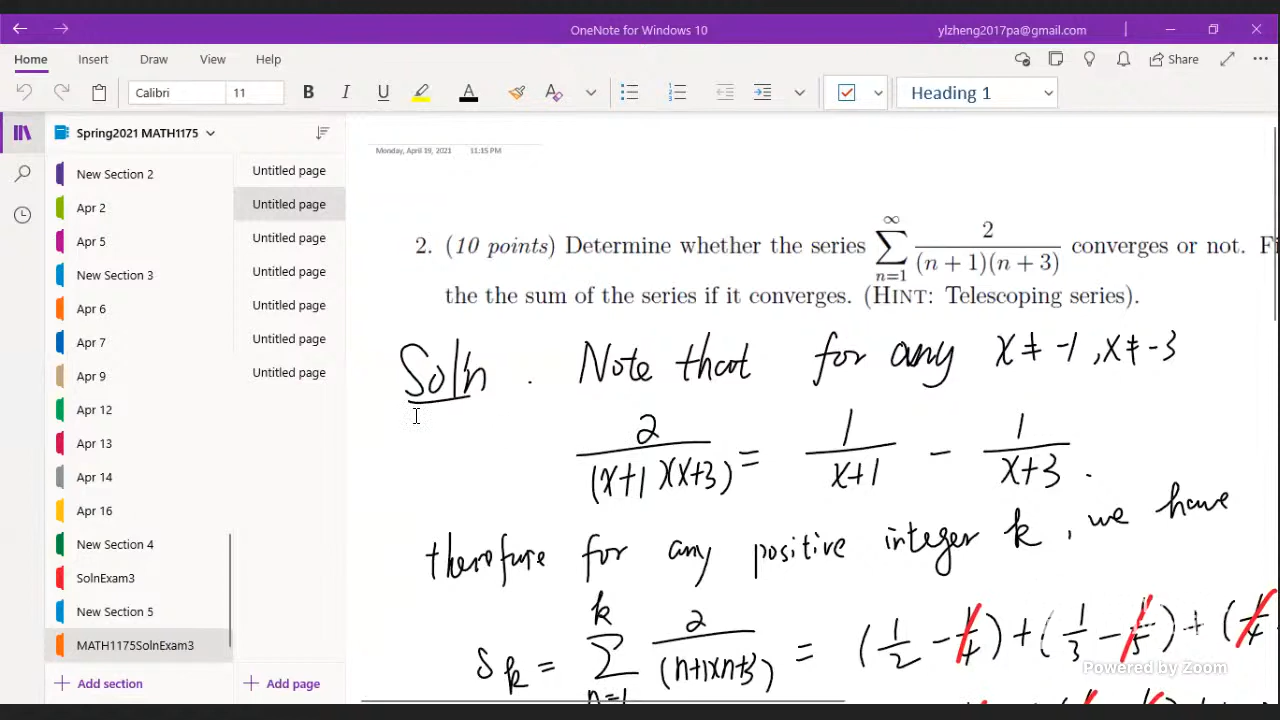 OneNote for Windows 10
ylzheng2017pa@gmail.com
Home Insert Draw View Help
Share
Calibri 11 B I U A Heading 1
Spring2021 MATH1175
New Section 2
Apr 2
Apr 5
New Section 3
Apr 6
Apr 7
Apr 9
Apr 12
Apr 13
Apr 14
Apr 16
New Section 4
SolnExam3
New Section 5
MATH1175SolnExam3
Add section
Untitled page
Untitled page
Untitled page
Untitled page
Untitled page
Untitled page
Untitled page
Add page
Monday, April 19, 2021 11:15 PM
2. (10 points) Determine whether the series ∑_{n=1}^{∞} 2/((n+1)(n+3)) converges or not.
the the sum of the series if it converges. (HINT: Telescoping series).
Soln. Note that for any x≠-1, x≠-3
2/((x+1)(x+3)) = 1/(x+1) - 1/(x+3).
therefore for any positive integer k, we have
S_k = ∑_{n=1}^{k} 2/((n+1)(n+3)) = (1/2 - 1/4) + (1/3 - 1/5) + (1/4
Powered by Zoom